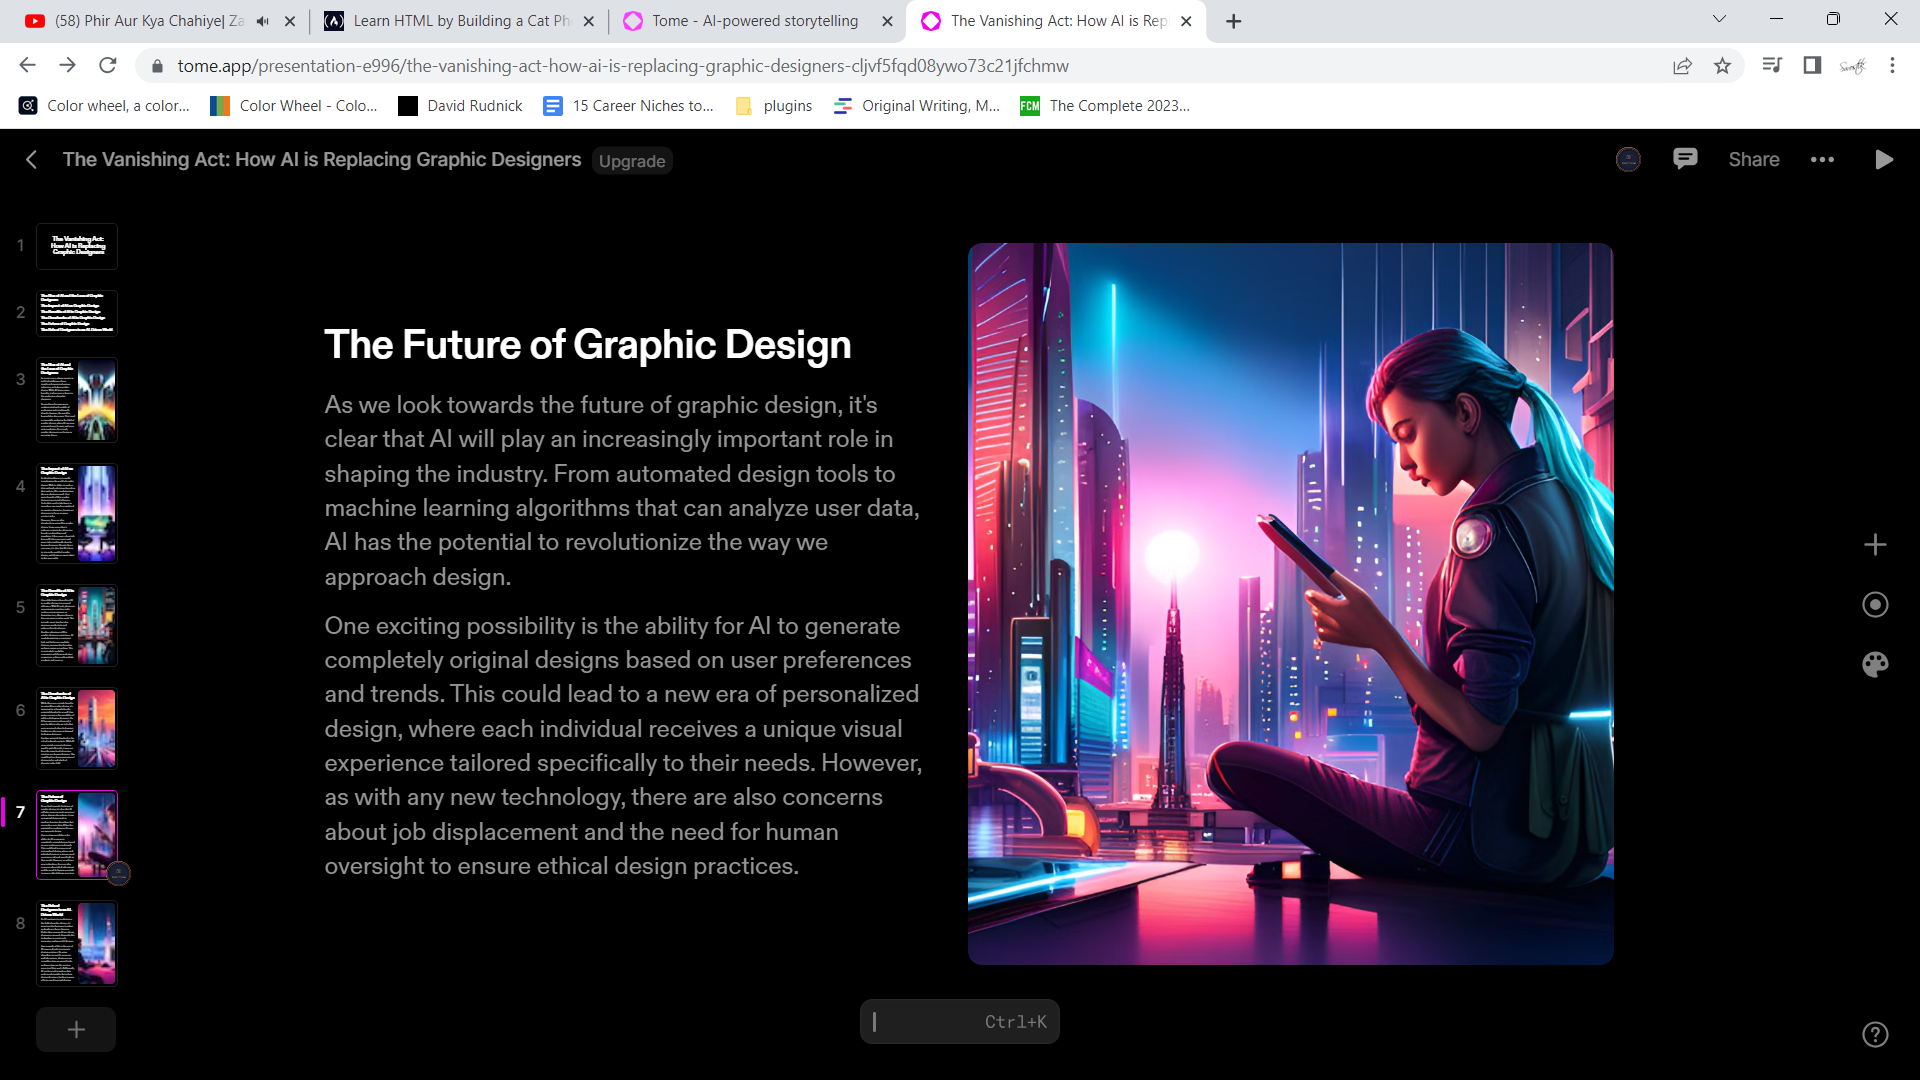 (58) Phir Aur Kya Chahiye| Za
Learn HTML by Building a Cat Ph
Tome - AI-powered storytelling
The Vanishing Act: How AI is Rep
tome.app/presentation-e996/the-vanishing-act-how-ai-is-replacing-graphic-designers-cljvf5fqd08ywo73c21jfchmw
Color wheel, a color...
Color Wheel - Colo...
David Rudnick
15 Career Niches to...
plugins
Original Writing, M...
FCM
The Complete 2023...
The Vanishing Act: How AI is Replacing Graphic Designers
Upgrade
Share
1
The Vanishing Act:
How AI is Replacing
Graphic Designers
2
3
4
5
6
7
8
The Future of Graphic Design
As we look towards the future of graphic design, it's
clear that AI will play an increasingly important role in
shaping the industry. From automated design tools to
machine learning algorithms that can analyze user data,
AI has the potential to revolutionize the way we
approach design.
One exciting possibility is the ability for AI to generate
completely original designs based on user preferences
and trends. This could lead to a new era of personalized
design, where each individual receives a unique visual
experience tailored specifically to their needs. However,
as with any new technology, there are also concerns
about job displacement and the need for human
oversight to ensure ethical design practices.
Ctrl+K